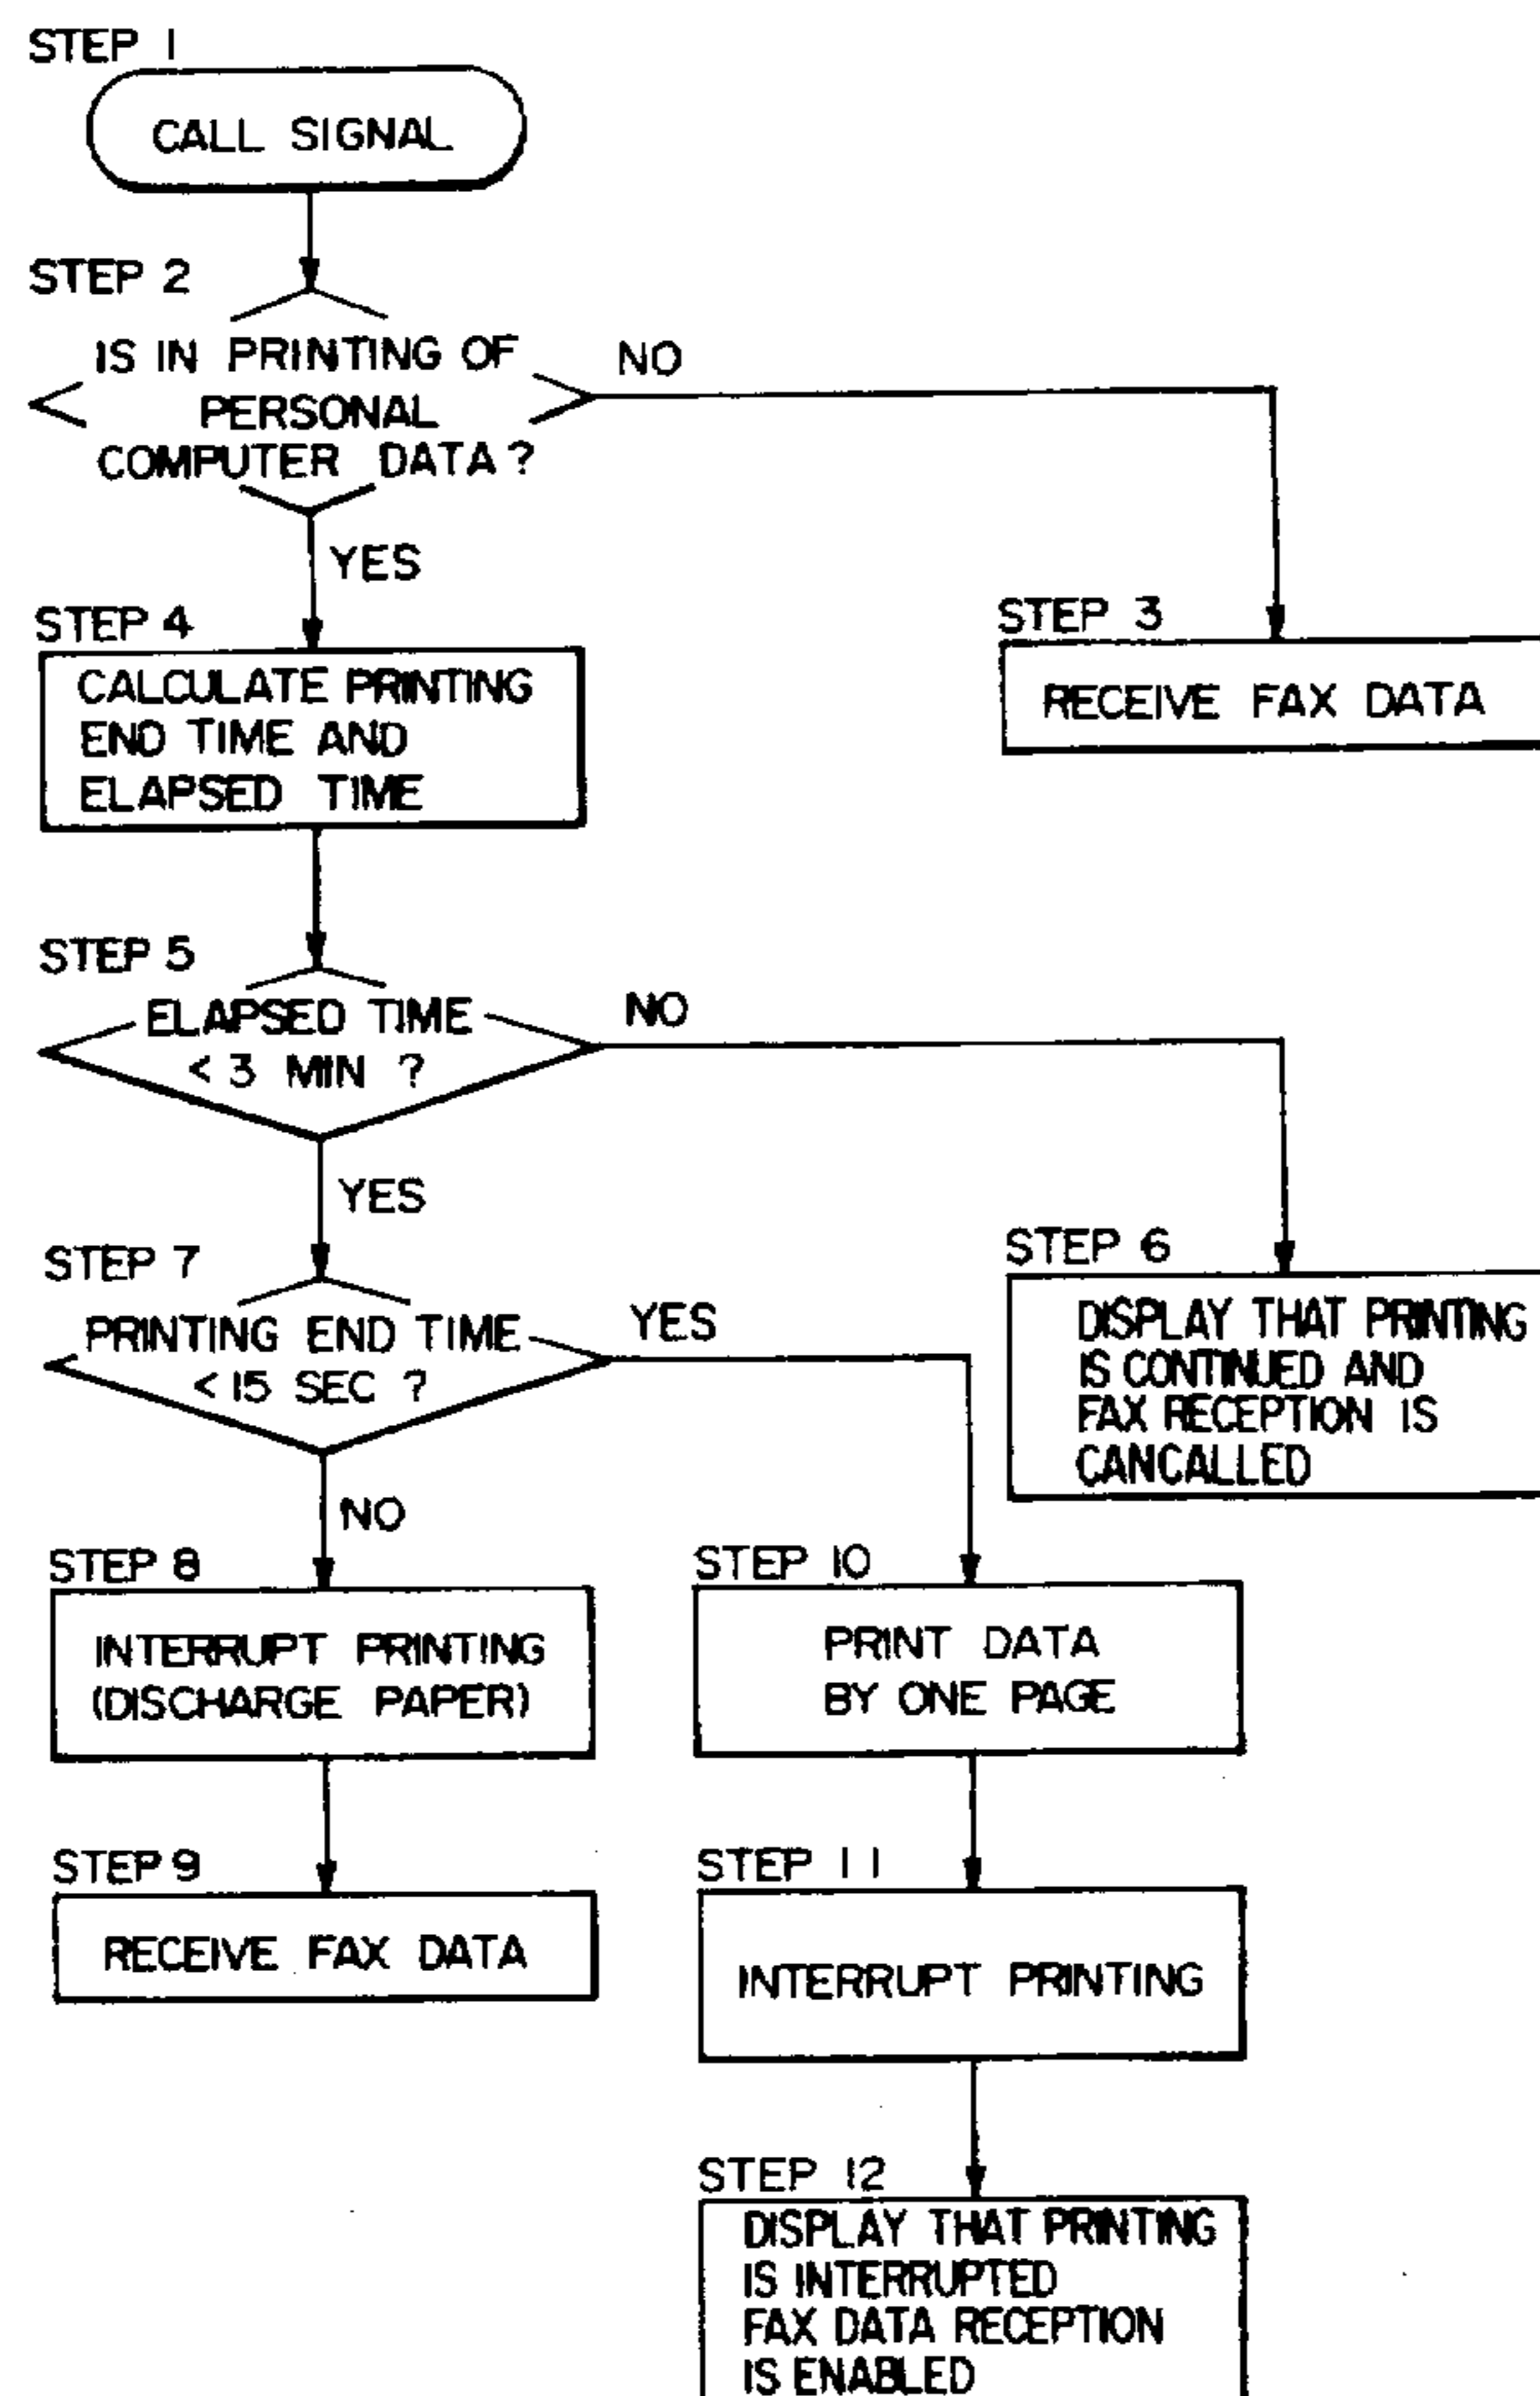 STEP 1
CALL SIGNAL
STEP 2
IS IN PRINTING OF
PERSONAL
COMPUTER DATA?
NO
YES
STEP 3
RECEIVE FAX DATA
STEP 4
CALCULATE PRINTING
END TIME AND
ELAPSED TIME
STEP 5
ELAPSED TIME
< 3 MIN ?
NO
YES
STEP 6
DISPLAY THAT PRINTING
IS CONTINUED AND
FAX RECEPTION IS
CANCALLED
STEP 7
PRINTING END TIME
< 15 SEC ?
YES
NO
STEP 8
INTERRUPT PRINTING
(DISCHARGE PAPER)
STEP 9
RECEIVE FAX DATA
STEP 10
PRINT DATA
BY ONE PAGE
STEP 11
INTERRUPT PRINTING
STEP 12
DISPLAY THAT PRINTING
IS INTERRUPTED
FAX DATA RECEPTION
IS ENABLED